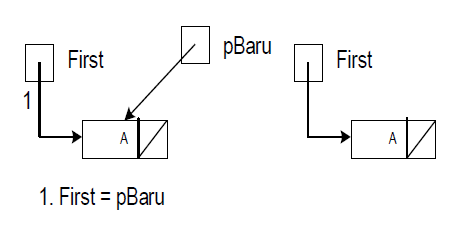 First
pBaru
First
1
A
A
1. First = pBaru